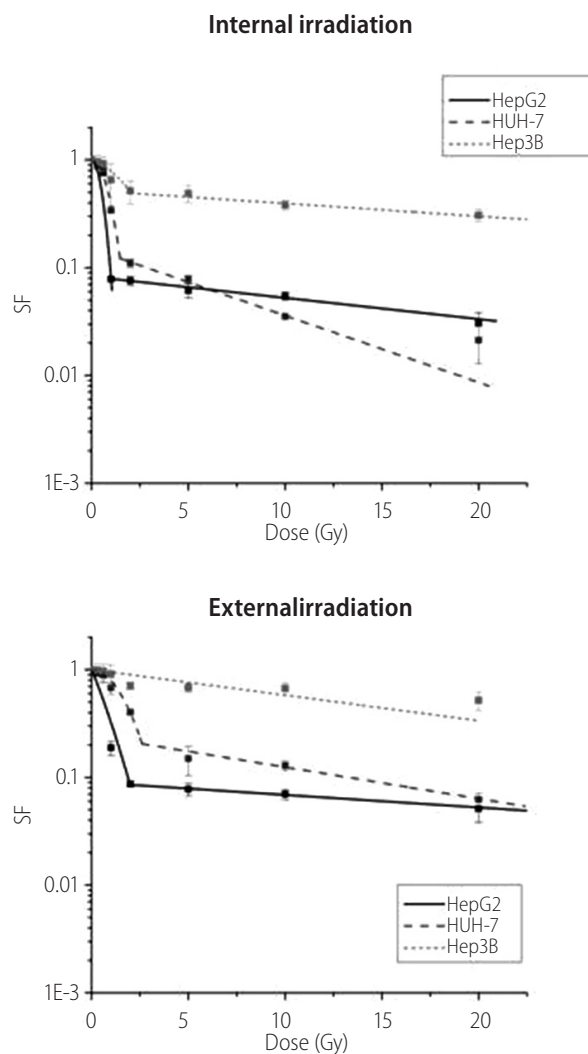 Internal irradiation
HepG2
HUH-7
Hep3B
1
0.1
0.01
1E-3
SF
0
5
10
15
20
Dose (Gy)
Externalirradiation
1
0.1
0.01
1E-3
SF
HepG2
HUH-7
Hep3B
0
5
10
15
20
Dose (Gy)